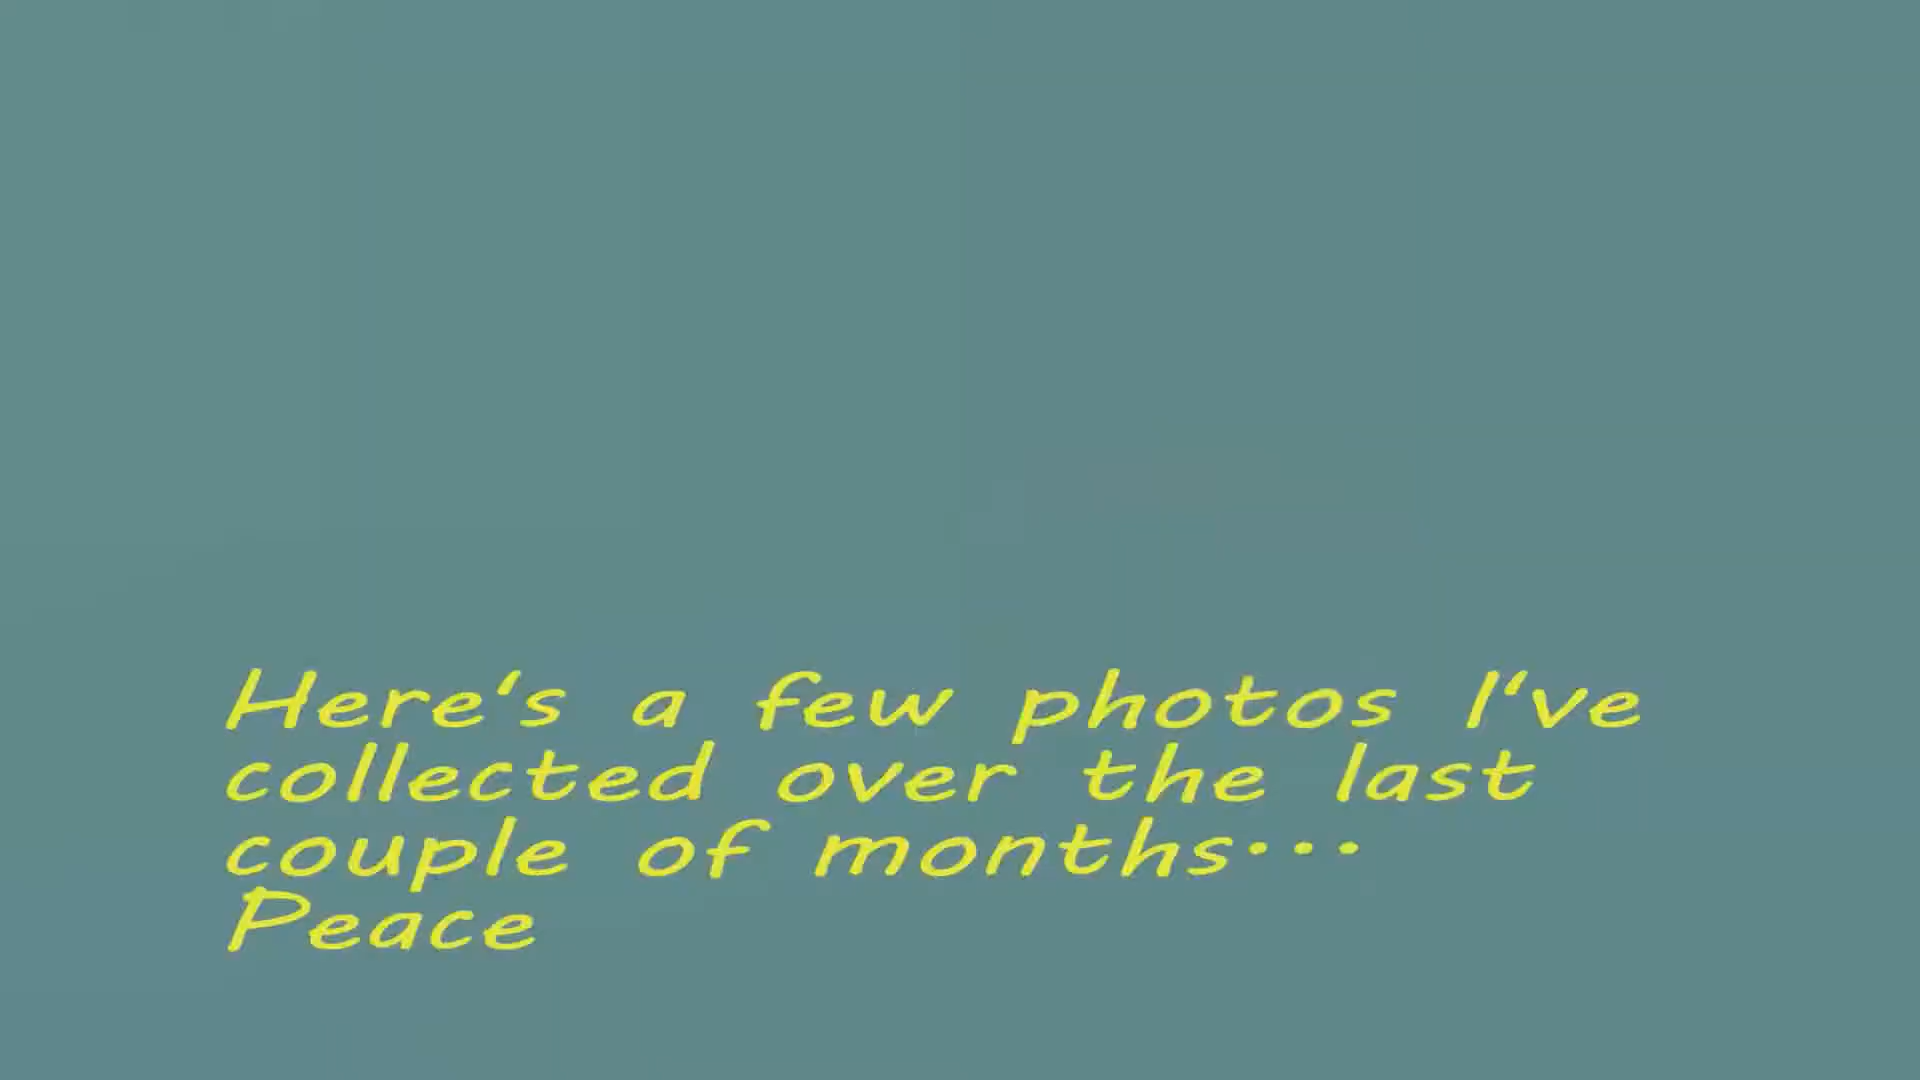 Here‘s a few photos I‘ve
collected over the last
couple of months···
Peace